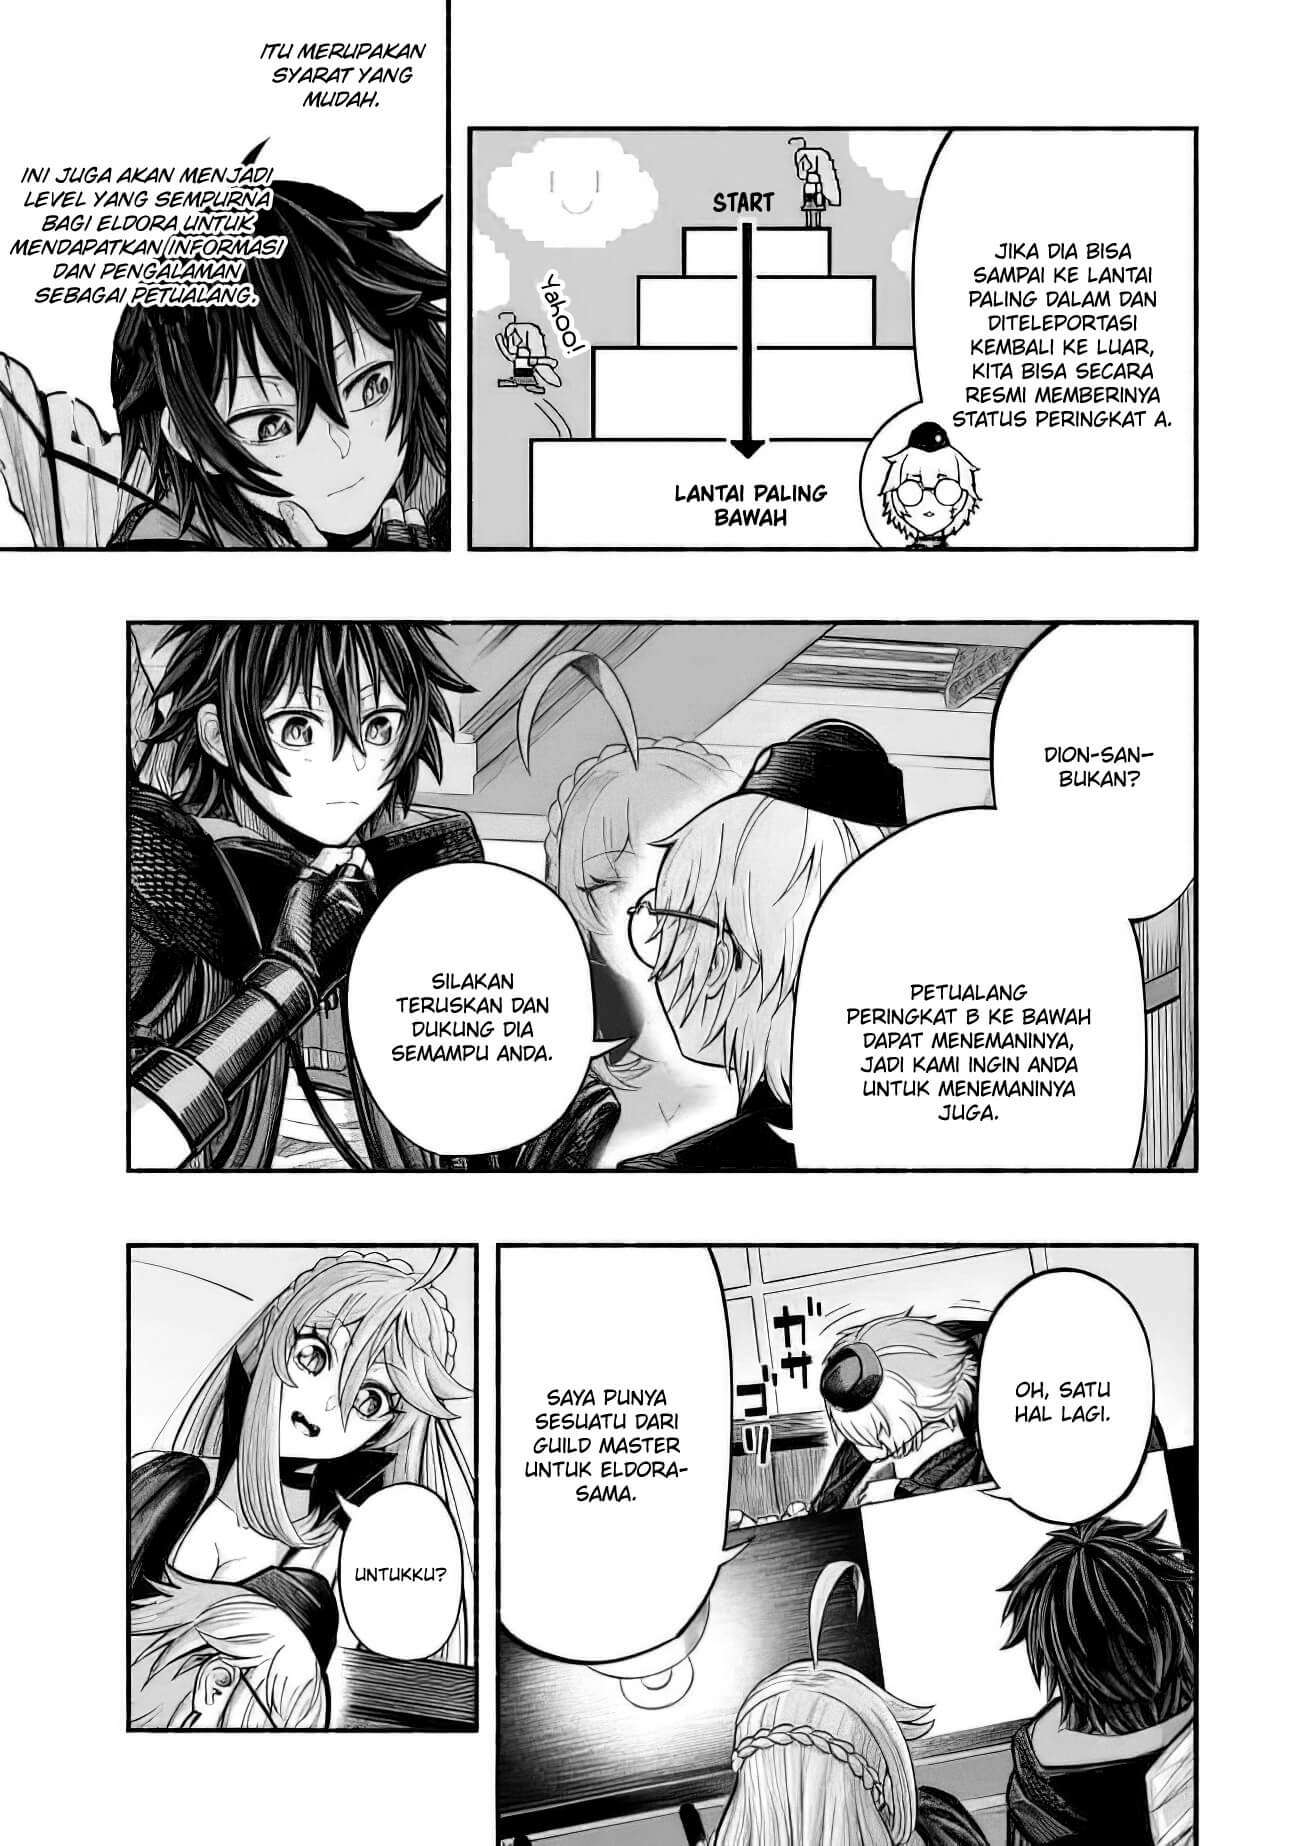 JIKA DIA BISA
SAMPAI KE LANTAI
PALING DALAM DAN
DITELEPORTASI
KEMBALI KE LUAR,
KITA BISA SECARA
RESMI MEMBERINYA
STATUS PERINGKAT A.
START
Yahoo!
LANTAI PALING
BAWAH
ITU MERUPAKAN
SYARAT YANG
MUDAH.
INI JUGA AKAN MENJADI
LEVEL YANG SEMPURNA
BAGI ELDORA UNTUK
MENDAPATKAN INFORMASI
DAN PENGALAMAN
SEBAGAI PETUALANG.
DION-SAN-
BUKAN?
PETUALANG
PERINGKAT B KE BAWAH
DAPAT MENEMANINYA,
JADI KAMI INGIN ANDA
UNTUK MENEMANINYA
JUGA.
SILAKAN
TERUSKAN DAN
DUKUNG DIA
SEMAMPU ANDA.
OH, SATU
HAL LAGI.
ガサ
ゴソ
SAYA PUNYA
SESUATU DARI
GUILD MASTER
UNTUK ELDORA-
SAMA.
UNTUKKU?